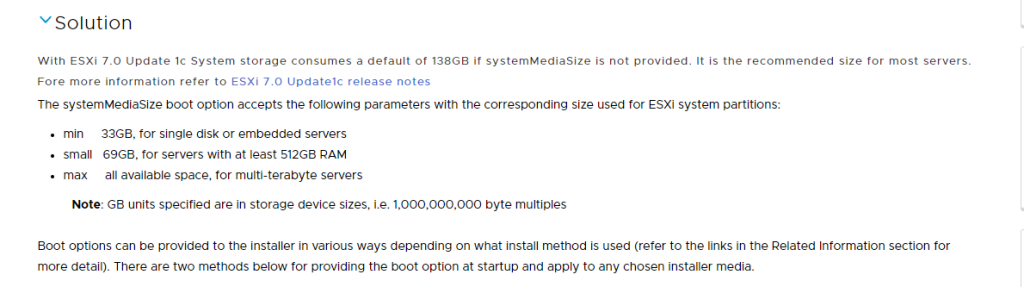 Solution
With ESXi 7.0 Update 1c System storage consumes a default of 138GB if systemMediaSize is not provided. It is the recommended size for most servers.
Fore more information refer to ESXi 7.0 Update1c release notes
The systemMediaSize boot option accepts the following parameters with the corresponding size used for ESXi system partitions:
• min 33GB, for single disk or embedded servers
• small 69GB, for servers with at least 512GB RAM
• max all available space, for multi-terabyte servers
Note: GB units specified are in storage device sizes, i.e. 1,000,000,000 byte multiples
Boot options can be provided to the installer in various ways depending on what install method is used (refer to the links in the Related Information section for
more detail). There are two methods below for providing the boot option at startup and apply to any chosen installer media.